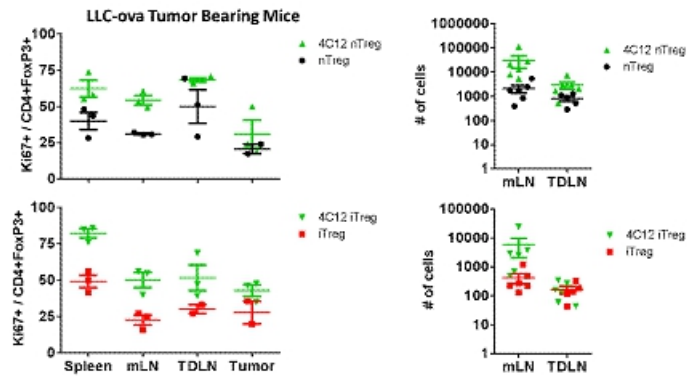 LLC-ova Tumor Bearing Mice
Ki67+ / CD4+FoxP3+
100
75
50
25
0
4C12 nTreg
nTreg
# of cells
1000000
100000
10000
1000
100
10
1
mLN TDLN
4C12 nTreg
nTreg
Ki67+ / CD4+FoxP3+
100
75
50
25
0
Spleen mLN TDLN Tumor
4C12 iTreg
iTreg
# of cells
100000
10000
1000
100
10
1
mLN TDLN
4C12 iTreg
iTreg